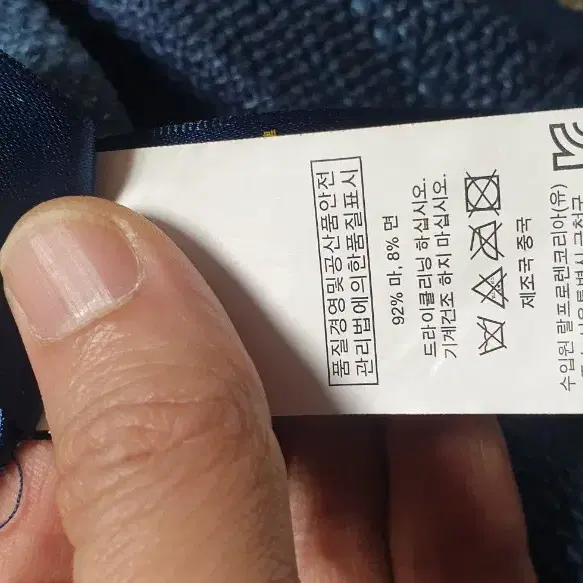 품질경영및공산품안전
관리법에의한품질표시
92% 마, 8% 면
드라이클리닝 하십시오.
기계건조 하지 마십시오.
제조국 중국
수입원 랄프로렌코리아(유)